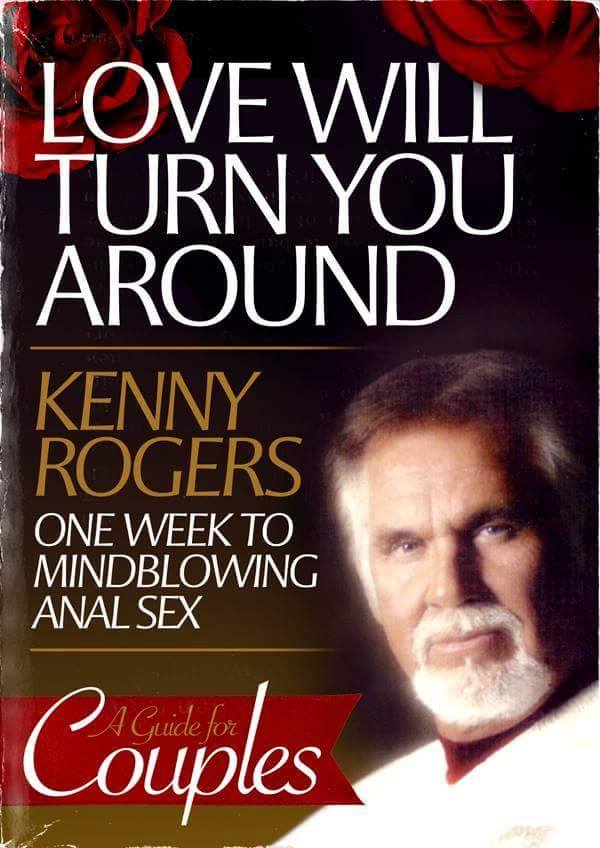 LOVE WILL
TURN YOU
AROUND
KENNY
ROGERS
ONE WEEK TO
MINDBLOWING
ANAL SEX
A Guide for
Couples